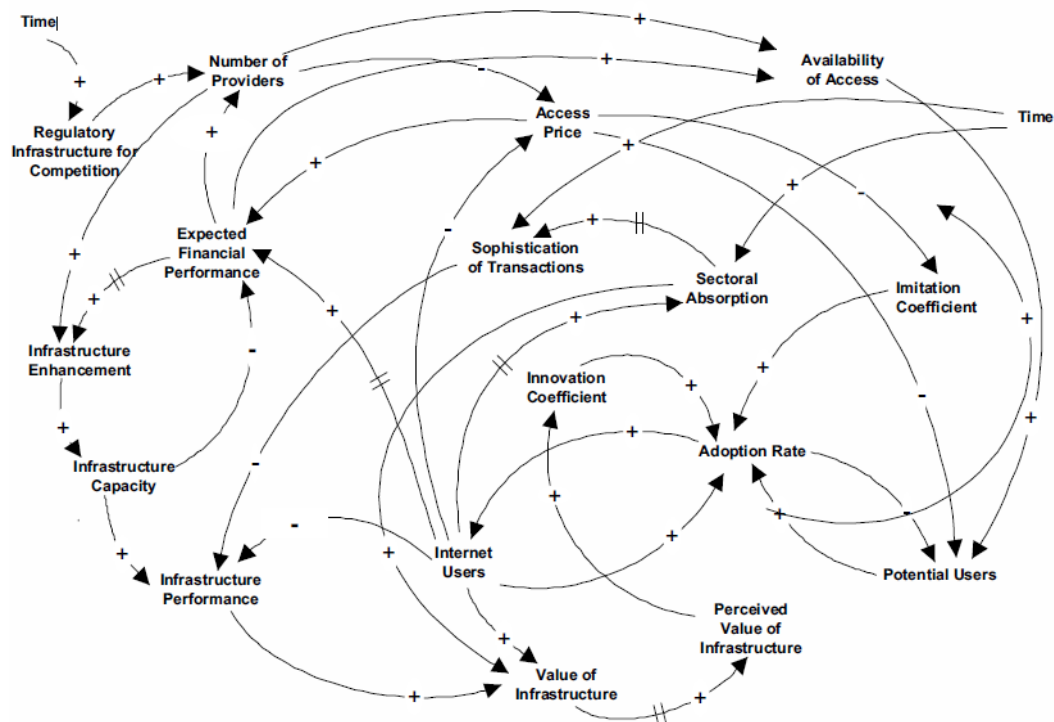 Time
+
Number of
Providers
+
+
Availability
of Access
-
+
Regulatory
Infrastructure for
Competition
+
Access
Price
Time
+
+
-
+
Expected
Financial
Performance
-
+
Sophistication
of Transactions
Sectoral
Absorption
Imitation
Coefficient
+
+
+
+
+
Infrastructure
Enhancement
-
Innovation
Coefficient
+
+
-
+
+
+
Adoption Rate
Infrastructure
Capacity
-
+
-
+
-
+
+
+
+
Internet
Users
Infrastructure
Performance
Potential Users
Perceived
Value of
Infrastructure
+
Value of
Infrastructure
+
+